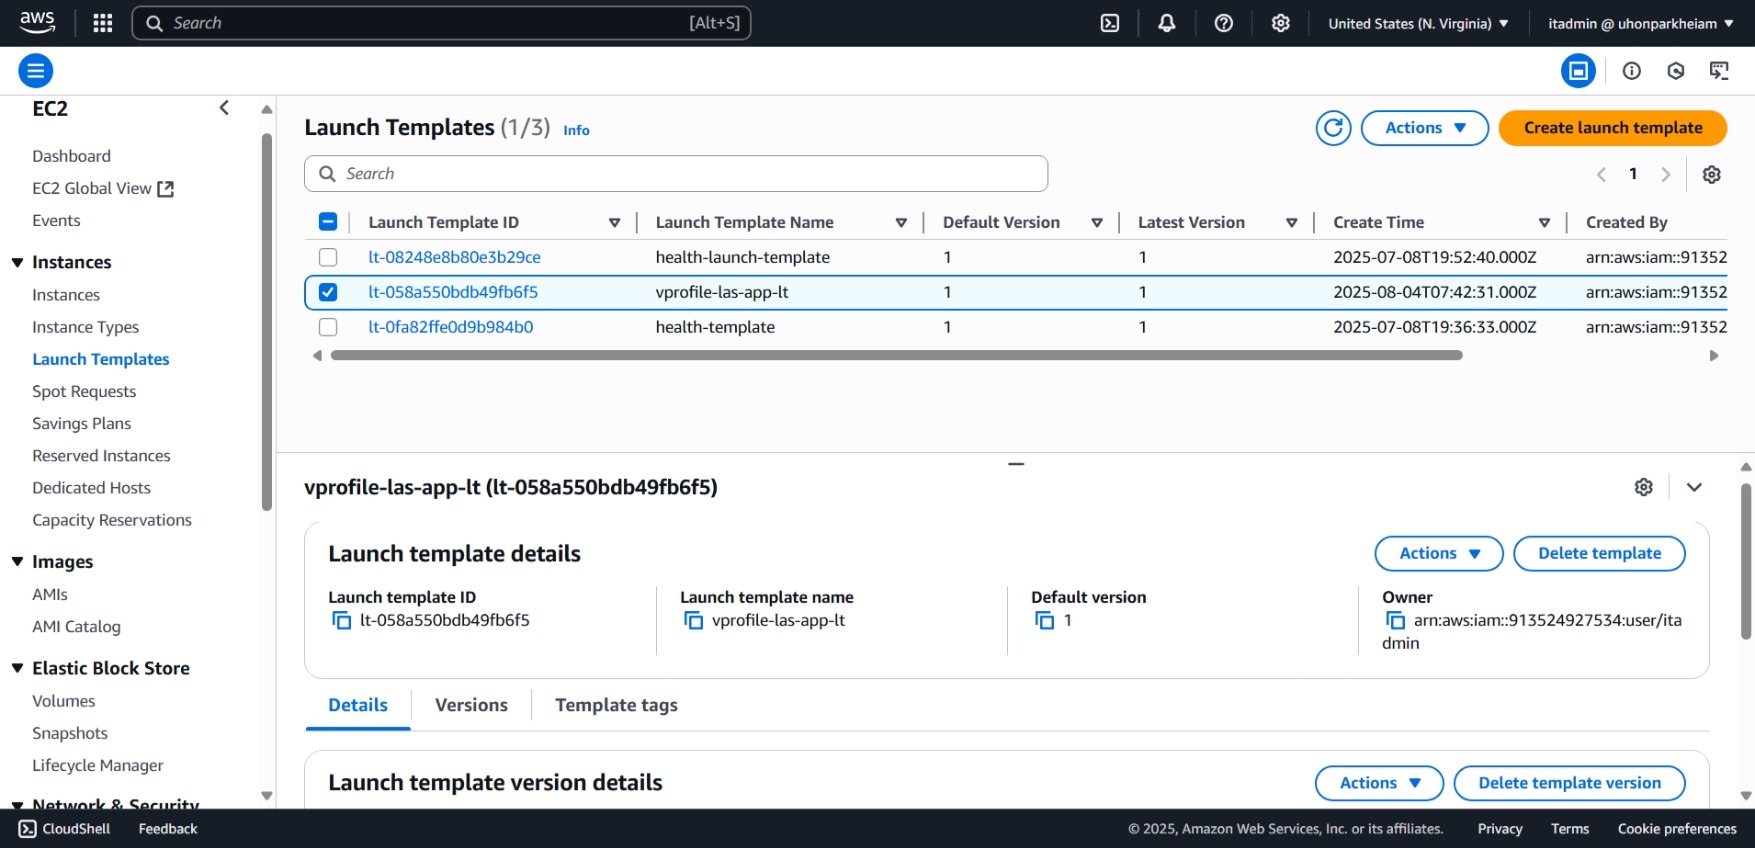 aws
Search [Alt+S]
United States (N. Virginia)
itadmin @ uhonparkheiam
EC2
Dashboard
EC2 Global View
Events
Instances
Instances
Instance Types
Launch Templates
Spot Requests
Savings Plans
Reserved Instances
Dedicated Hosts
Capacity Reservations
Images
AMIs
AMI Catalog
Elastic Block Store
Volumes
Snapshots
Lifecycle Manager
Network & Security
Launch Templates (1/3) Info
Actions
Create launch template
Search
1
Launch Template ID Launch Template Name Default Version Latest Version Create Time Created By
lt-08248e8b80e3b29ce health-launch-template 1 1 2025-07-08T19:52:40.000Z arn:aws:iam::91352
lt-058a550bdb49fb6f5 vprofile-las-app-lt 1 1 2025-08-04T07:42:31.000Z arn:aws:iam::91352
lt-0fa82ffe0d9b984b0 health-template 1 1 2025-07-08T19:36:33.000Z arn:aws:iam::91352
vprofile-las-app-lt (lt-058a550bdb49fb6f5)
Launch template details
Actions
Delete template
Launch template ID
lt-058a550bdb49fb6f5
Launch template name
vprofile-las-app-lt
Default version
1
Owner
arn:aws:iam::913524927534:user/ita
dmin
Details Versions Template tags
Launch template version details
Actions
Delete template version
CloudShell Feedback
© 2025, Amazon Web Services, Inc. or its affiliates. Privacy Terms Cookie preferences